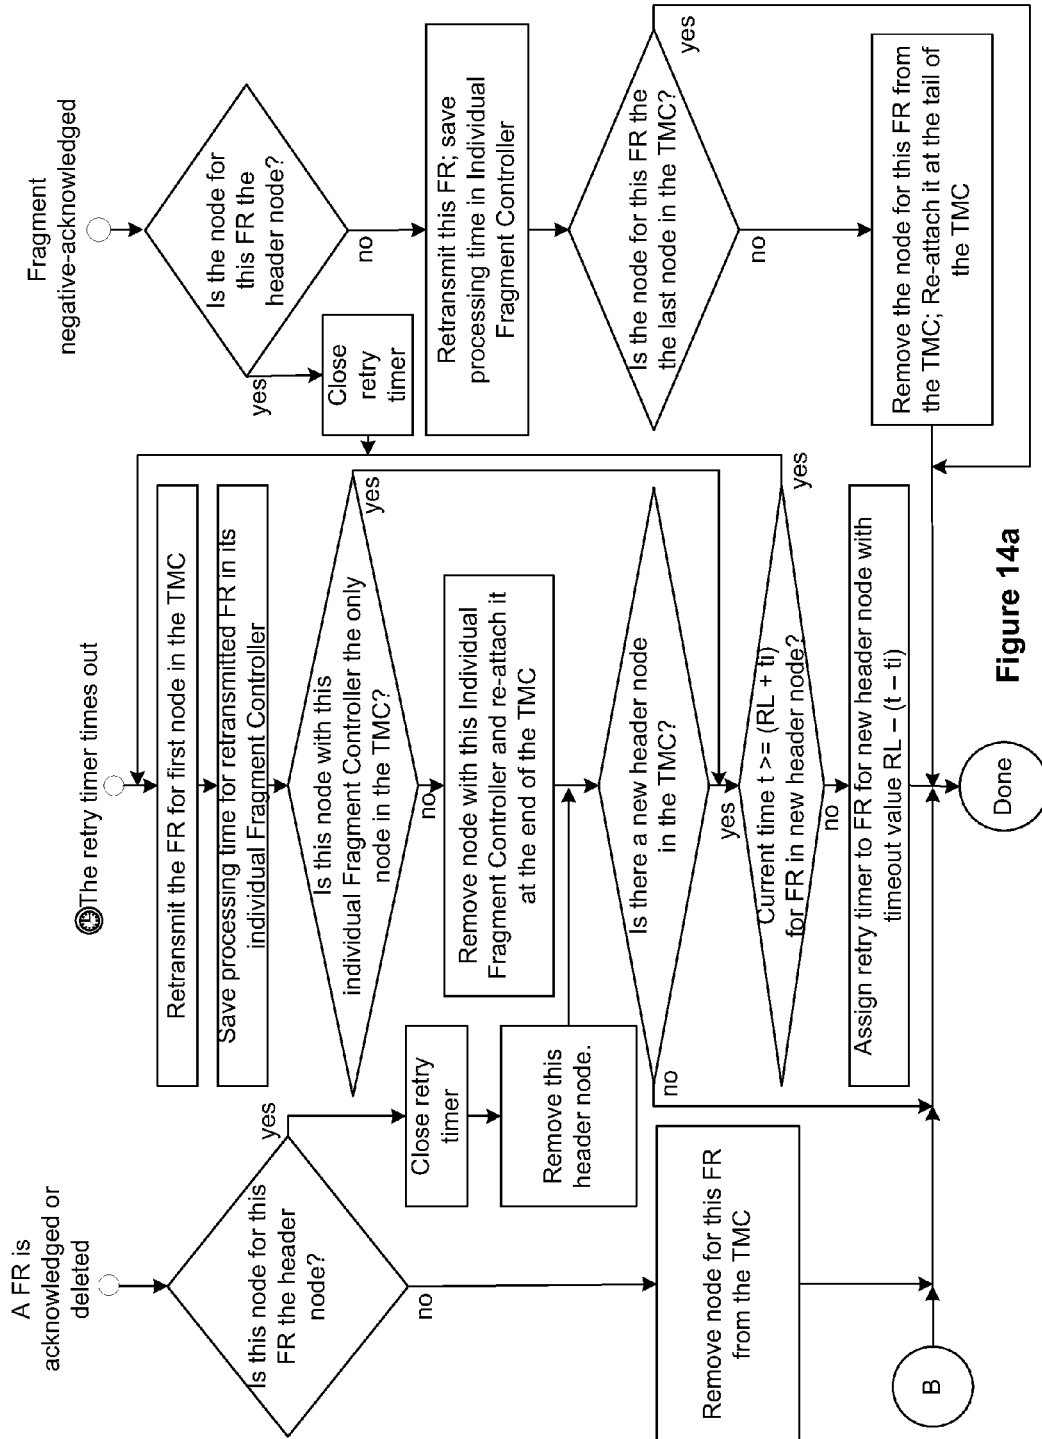 A FR is
acknowledged or
deleted
Is this node for this
FR the header
node?
yes
no
Close retry
timer
Remove this
header node.
Remove node for this FR
from the TMC
B
The retry timer times out
Retransmit the FR for first node in the TMC
Save processing time for retransmitted FR in its
individual Fragment Controller
Is this node with this
individual Fragment Controller the only
node in the TMC?
yes
no
Remove node with this Individual
Fragment Controller and re-attach it
at the end of the TMC
Is there a new header node
in the TMC?
no
yes
Current time t >= (RL + ti)
for FR in new header node?
yes
no
Assign retry timer to FR for new header node with
timeout value RL – (t – ti)
Done
Fragment
negative-acknowledged
Is the node for
this FR the
header node?
yes
no
Close
retry
timer
Retransmit this FR; save
processing time in Individual
Fragment Controller
Is the node for this FR the
the last node in the TMC?
yes
no
Remove the node for this FR from
the TMC; Re-attach it at the tail of
the TMC
Figure 14a